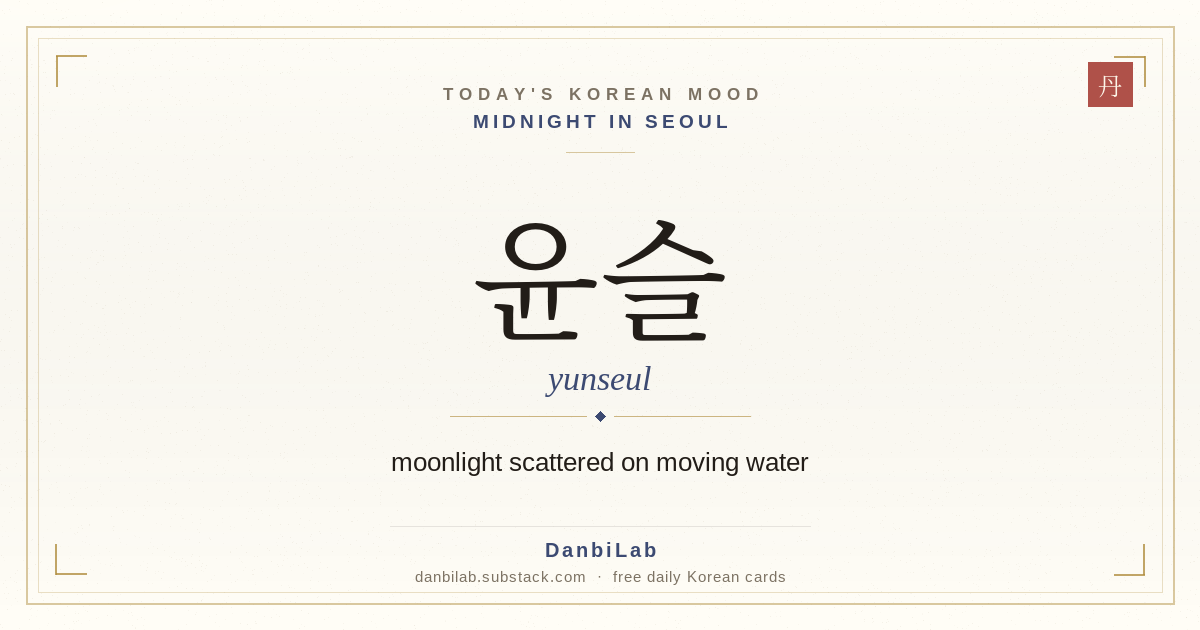 丹
TODAY'S KOREAN MOOD
MIDNIGHT IN SEOUL
윤슬
yunseul
moonlight scattered on moving water
DanbiLab
danbilab.substack.com · free daily Korean cards